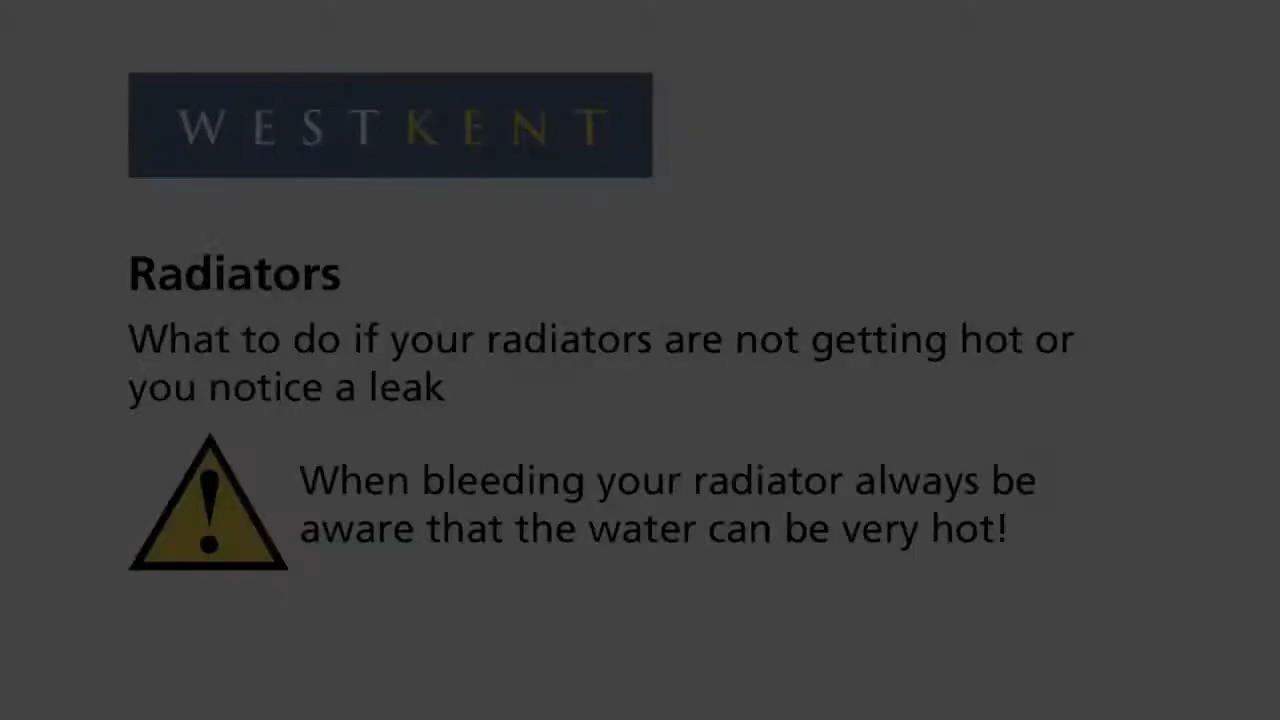 WESTKENT
Radiators
What to do if your radiators are not getting hot or
you notice a leak
When bleeding your radiator always be
aware that the water can be very hot!